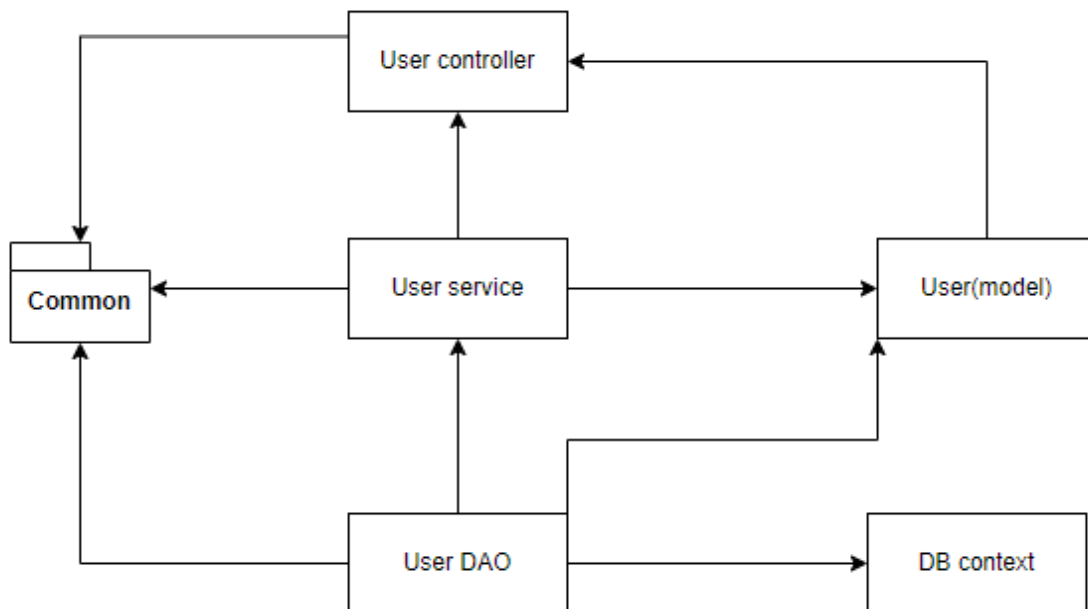 User controller
Common
User service
User(model)
User DAO
DB context